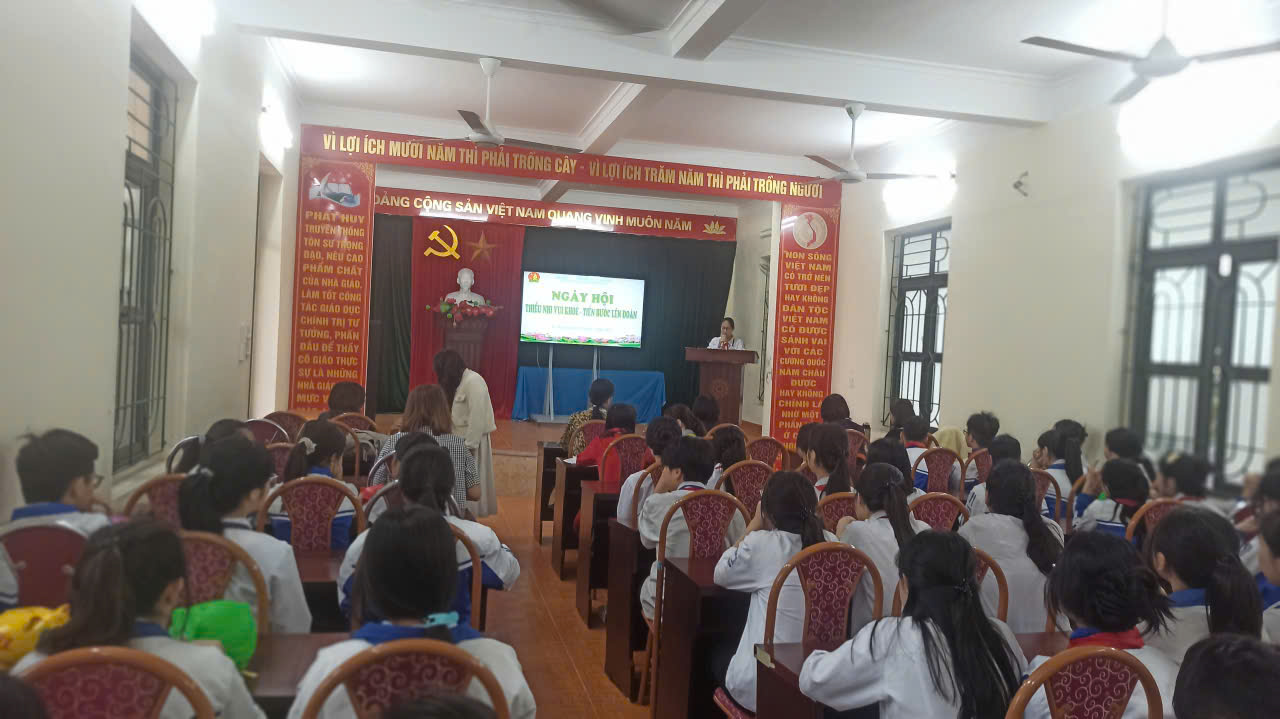 VÌ LỢI ÍCH MƯỜI NĂM THÌ PHẢI TRỒNG CÂY - VÌ LỢI ÍCH TRĂM NĂM THÌ PHẢI TRỒNG NGƯỜI
ĐẢNG CỘNG SẢN VIỆT NAM QUANG VINH MUÔN NĂM
PHÁT HUY
TRUYỀN THỐNG
TÔN SƯ TRỌNG
ĐẠO, NÊU CAO
PHẨM CHẤT
CỦA NHÀ GIÁO,
LÀM TỐT CÔNG
TÁC GIÁO DỤC
CHÍNH TRỊ TƯ
TƯỞNG, PHẤN
ĐẤU ĐỂ THẦY
CÔ GIÁO THỰC
SỰ LÀ NHỮNG
NHÀ GIÁO
MỰC
NGÀY HỘI
THIẾU NHI VUI KHỎE - TIẾN BƯỚC LÊN ĐOÀN
"NON SÔNG
VIỆT NAM
CÓ TRỞ NÊN
TƯƠI ĐẸP
HAY KHÔNG
DÂN TỘC
VIỆT NAM
CÓ ĐƯỢC
SÁNH VAI
VỚI CÁC
CƯỜNG QUỐC
NĂM CHÂU
ĐƯỢC
HAY KHÔNG
CHÍNH LÀ
NHỜ MỘT
PHẦN